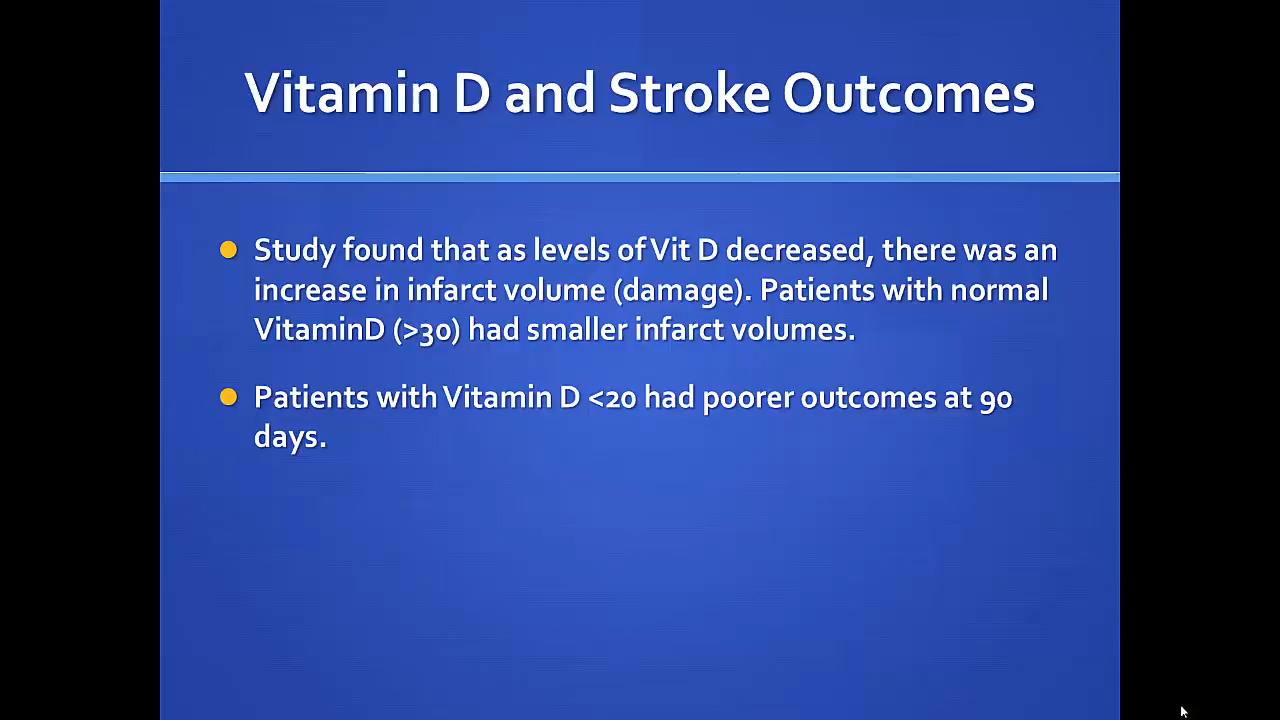 Vitamin D and Stroke Outcomes
Study found that as levels of Vit D decreased, there was an
increase in infarct volume (damage). Patients with normal
VitaminD (>30) had smaller infarct volumes.
Patients with Vitamin D <20 had poorer outcomes at 90
days.